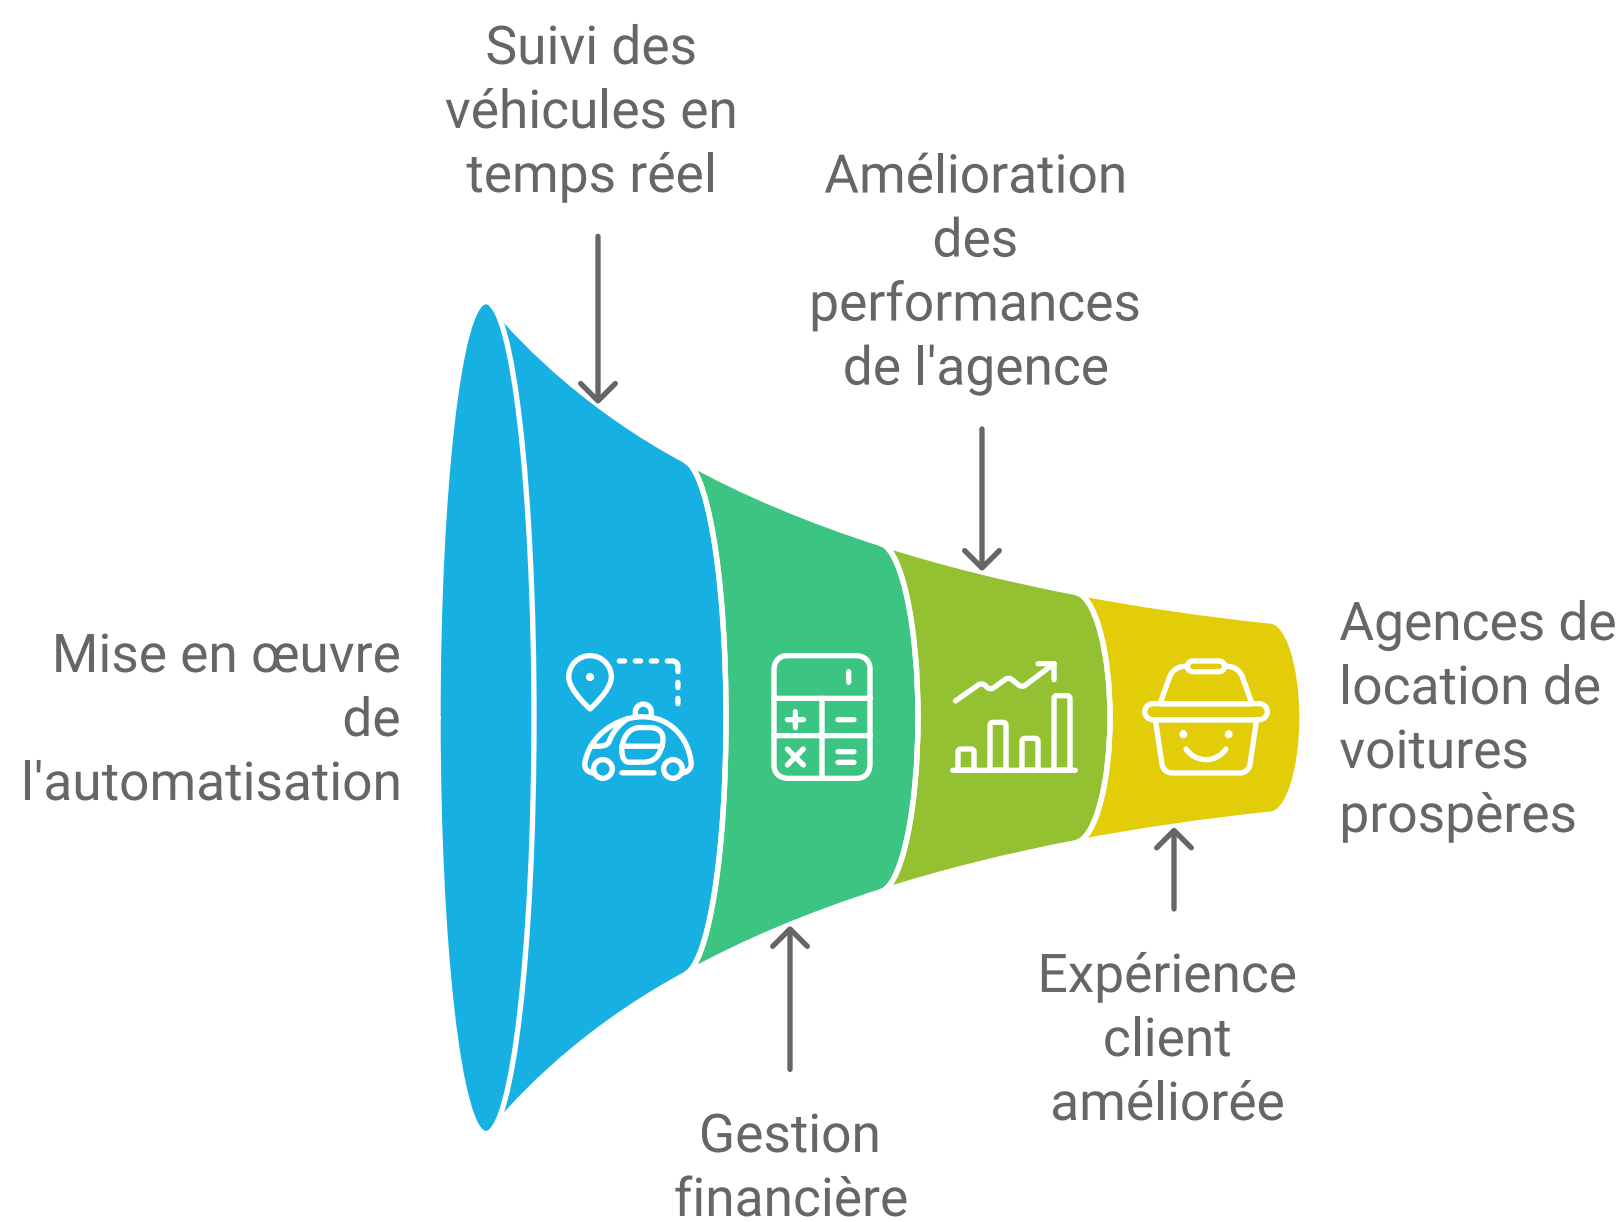 Suivi des
véhicules en
temps réel
Amélioration
des
performances
de l'agence
Mise en œuvre
de
l'automatisation
Agences de
location de
voitures
prospères
Expérience
client
améliorée
Gestion
financière